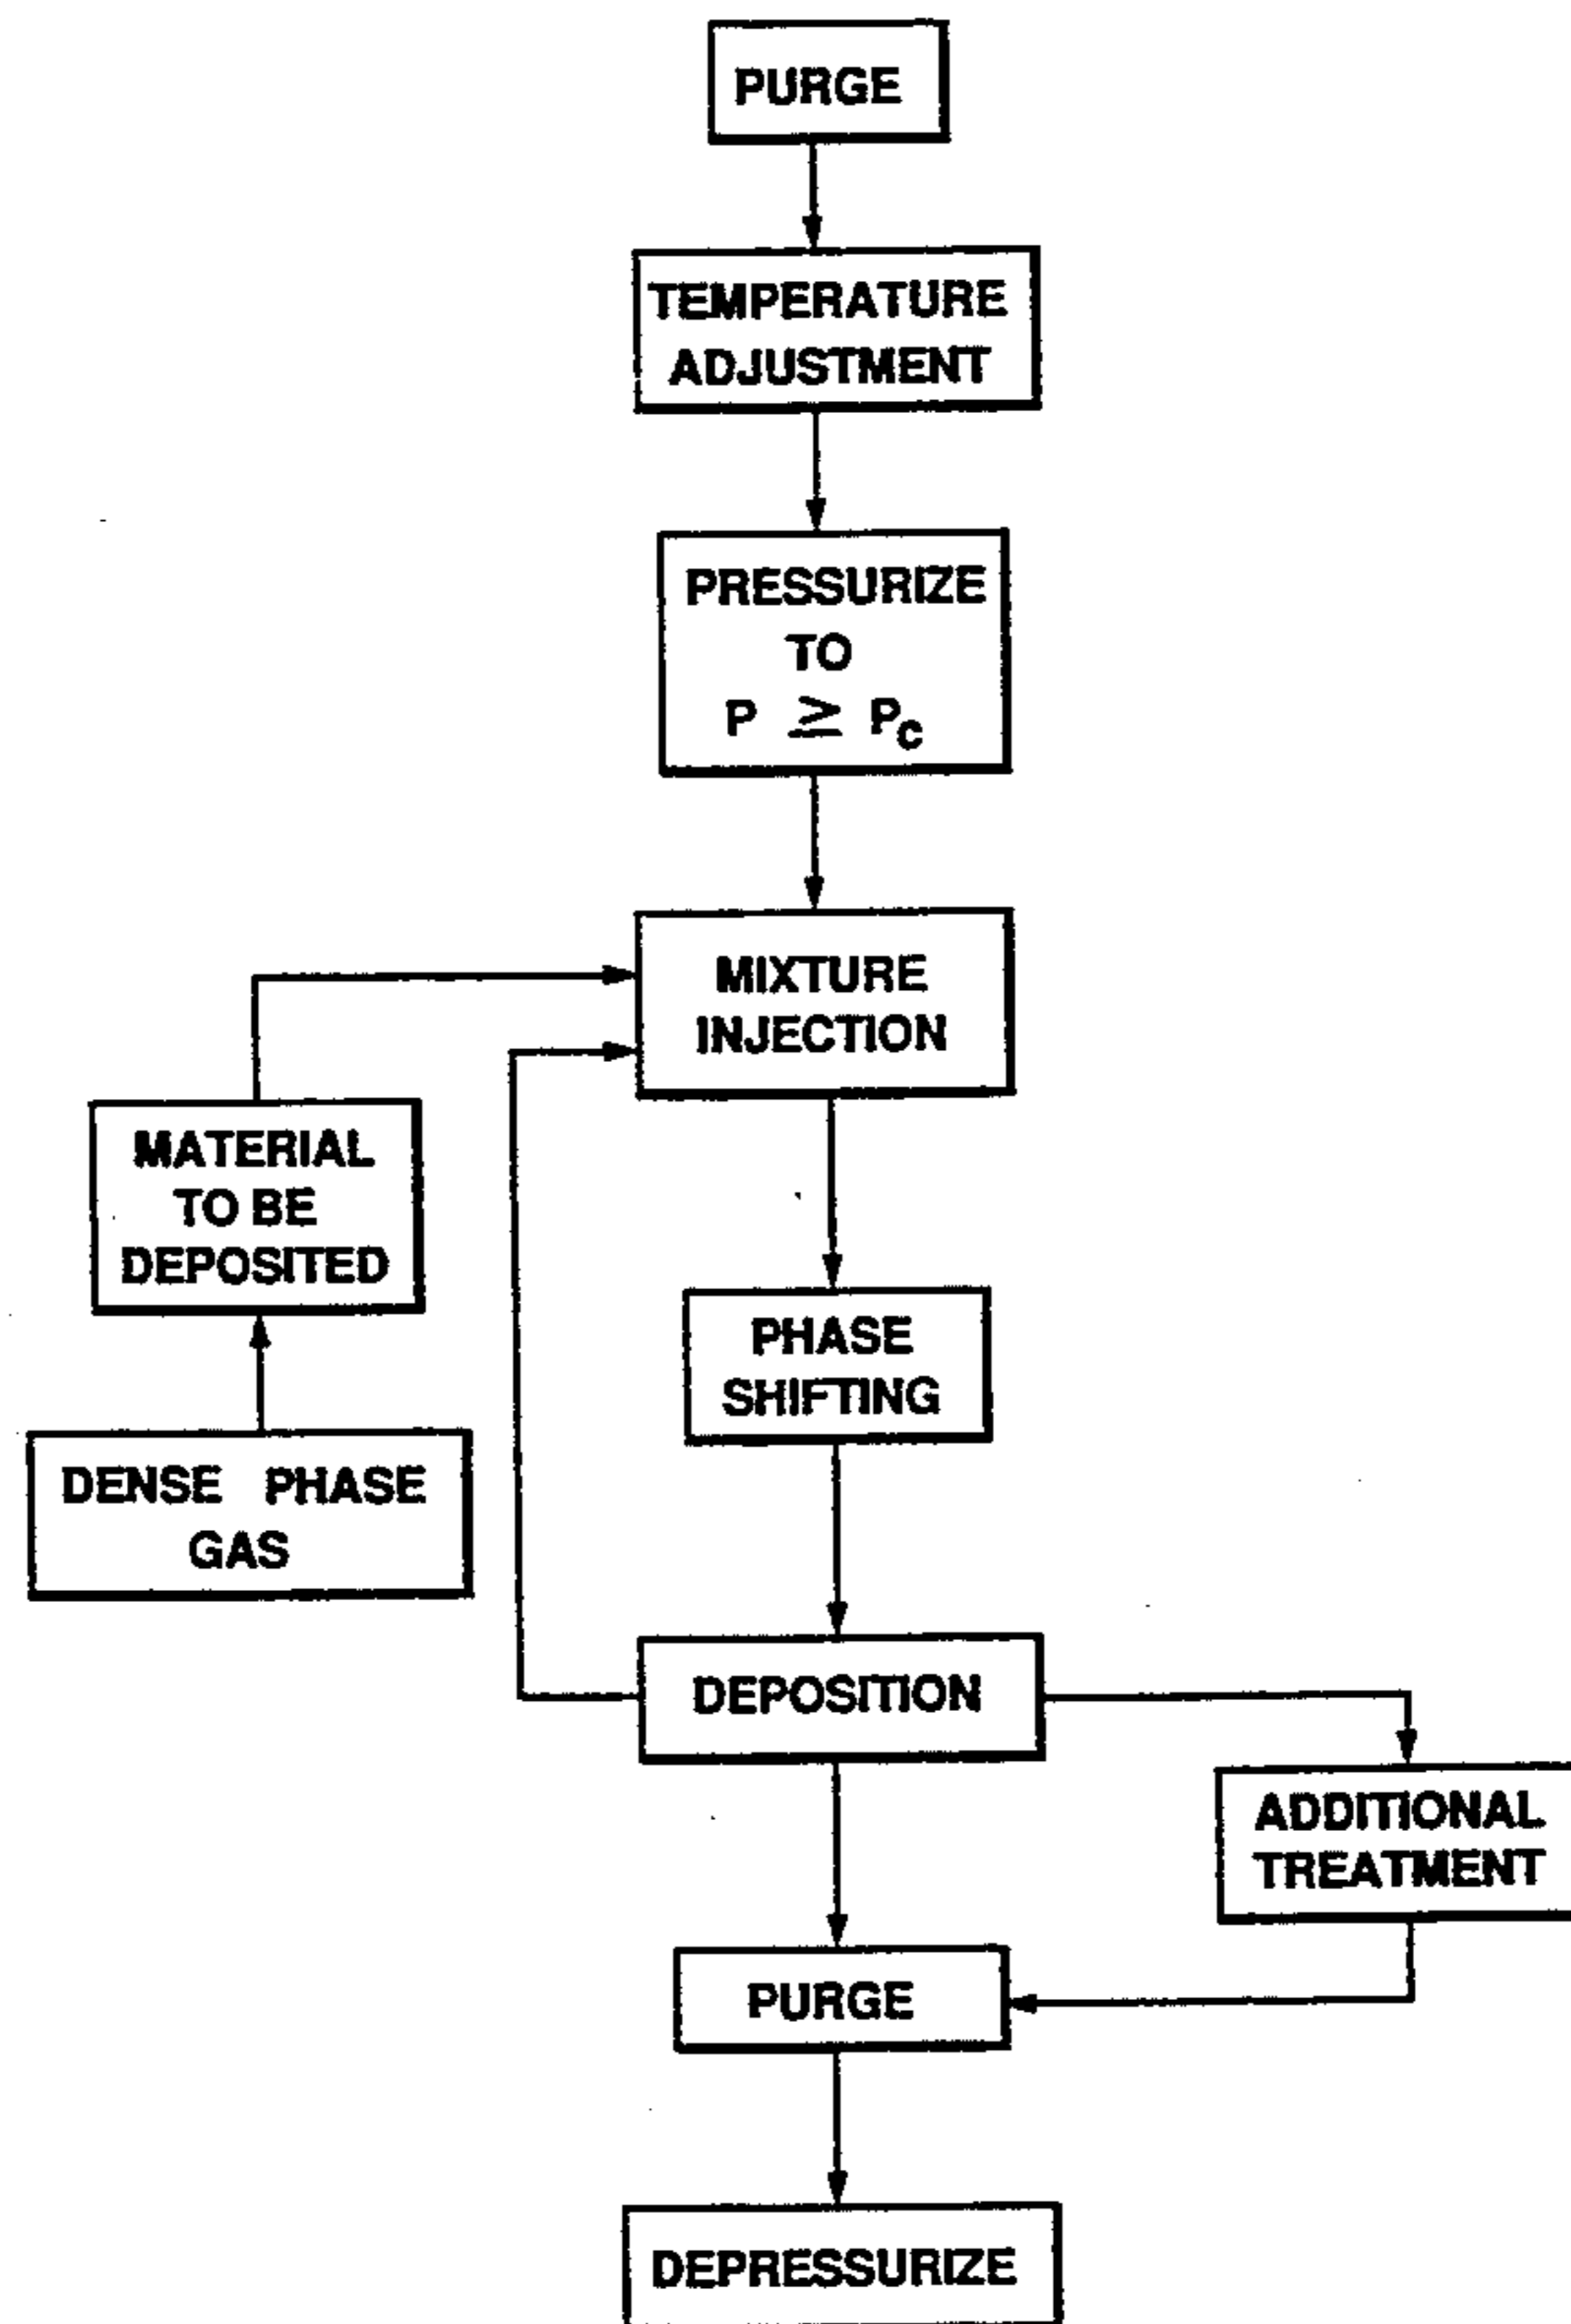 PURGE
TEMPERATURE
ADJUSTMENT
PRESSURIZE
TO
P ≥ Pc
MIXTURE
INJECTION
MATERIAL
TO BE
DEPOSITED
PHASE
SHIFTING
DENSE PHASE
GAS
DEPOSITION
ADDITIONAL
TREATMENT
PURGE
DEPRESSURIZE